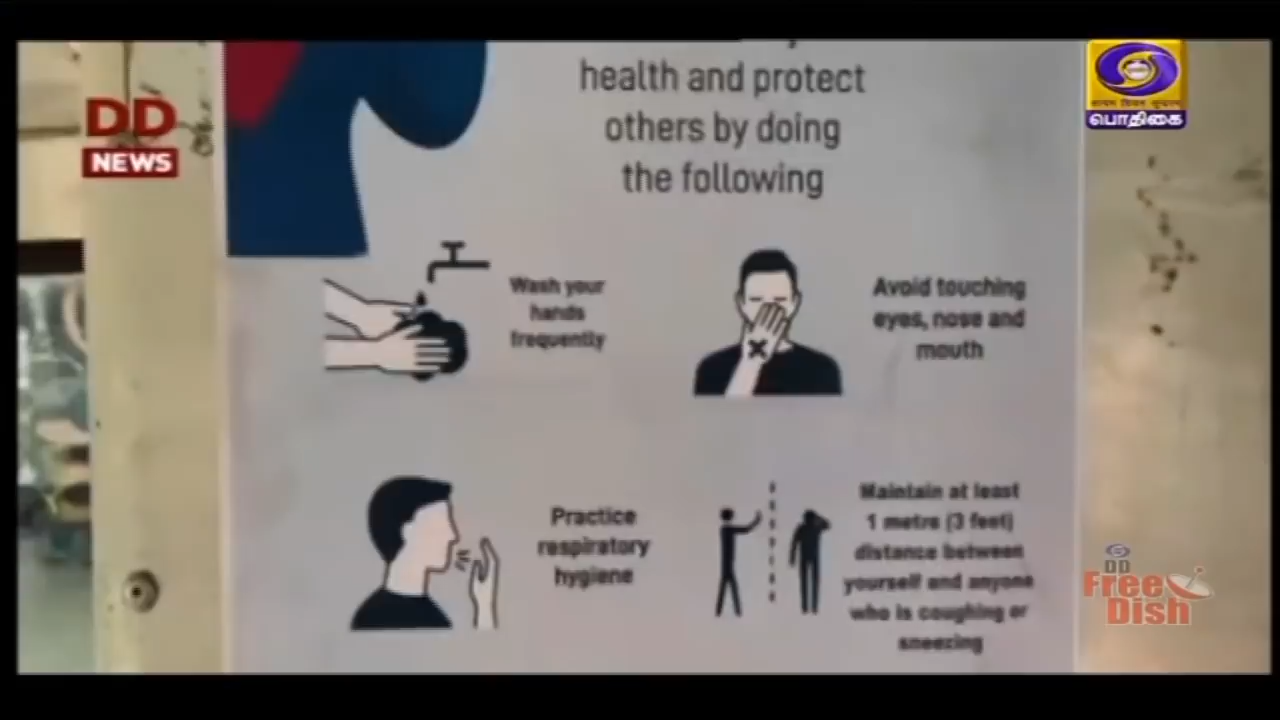 health and protect
others by doing
the following
DD
NEWS
பொதிகை
Wash your
hands
frequently
Avoid touching
eyes, nose and
mouth
Practice
respiratory
hygiene
Maintain at least
1 metre (3 feet)
distance between
yourself and anyone
who is coughing or
sneezing
DD
Free
Dish